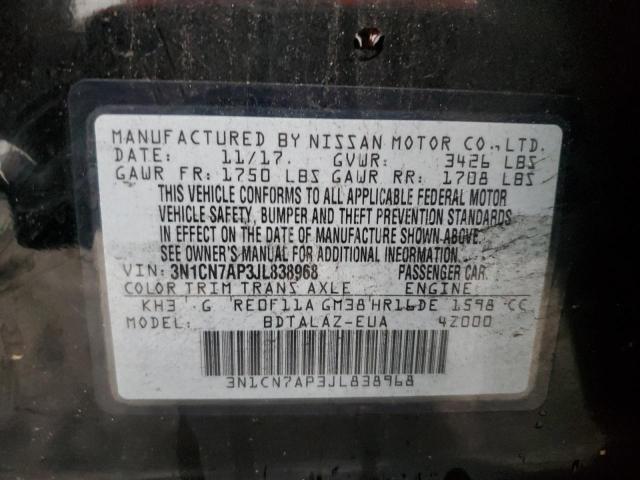 MANUFACTURED BY NISSAN MOTOR CO., LTD.
DATE: 11/17. GVWR: 3426 LBS
GAWR FR: 1750 LBS GAWR RR: 1708 LBS
THIS VEHICLE CONFORMS TO ALL APPLICABLE FEDERAL MOTOR
VEHICLE SAFETY, BUMPER AND THEFT PREVENTION STANDARDS
IN EFFECT ON THE DATE OF MANUFACTURE SHOWN ABOVE.
SEE OWNER'S MANUAL FOR ADDITIONAL INFORMATION.
VIN: 3N1CN7AP3JL838968 PASSENGER CAR
COLOR TRIM TRANS AXLE ENGINE:
KH3 G RE0F11A GM38 HR16DE 1598 CC
MODEL: BDTALAZ-EUA 4Z000
3N1CN7AP3JL838968